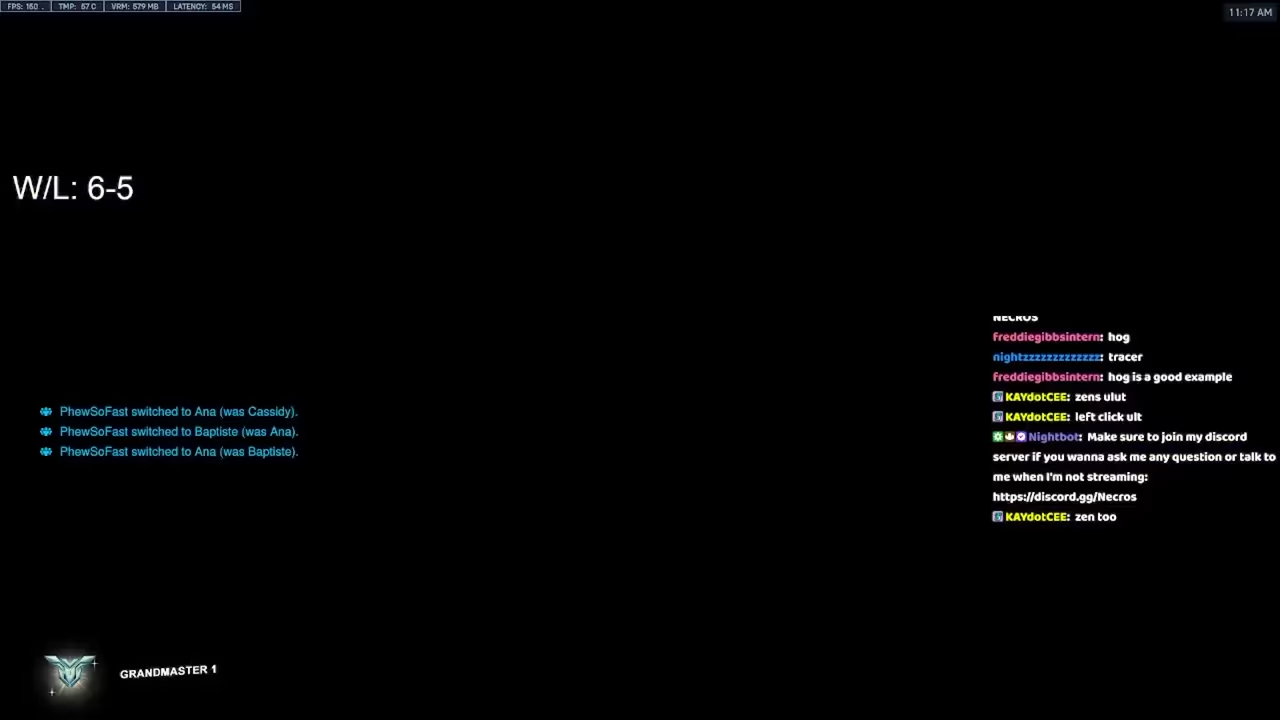 FPS: 150 . TMP: 67 C VRM: 579 MB LATENCY: 54 MS
11:17 AM
W/L: 6-5
NECROS
freddiegibbsintern: hog
nightzzzzzzzzzzzzz: tracer
freddiegibbsintern: hog is a good example
KAYdotCEE: zens ulut
KAYdotCEE: left click ult
Nightbot: Make sure to join my discord
server if you wanna ask me any question or talk to
me when I'm not streaming:
https://discord.gg/Necros
KAYdotCEE: zen too
PhewSoFast switched to Ana (was Cassidy).
PhewSoFast switched to Baptiste (was Ana).
PhewSoFast switched to Ana (was Baptiste).
GRANDMASTER 1